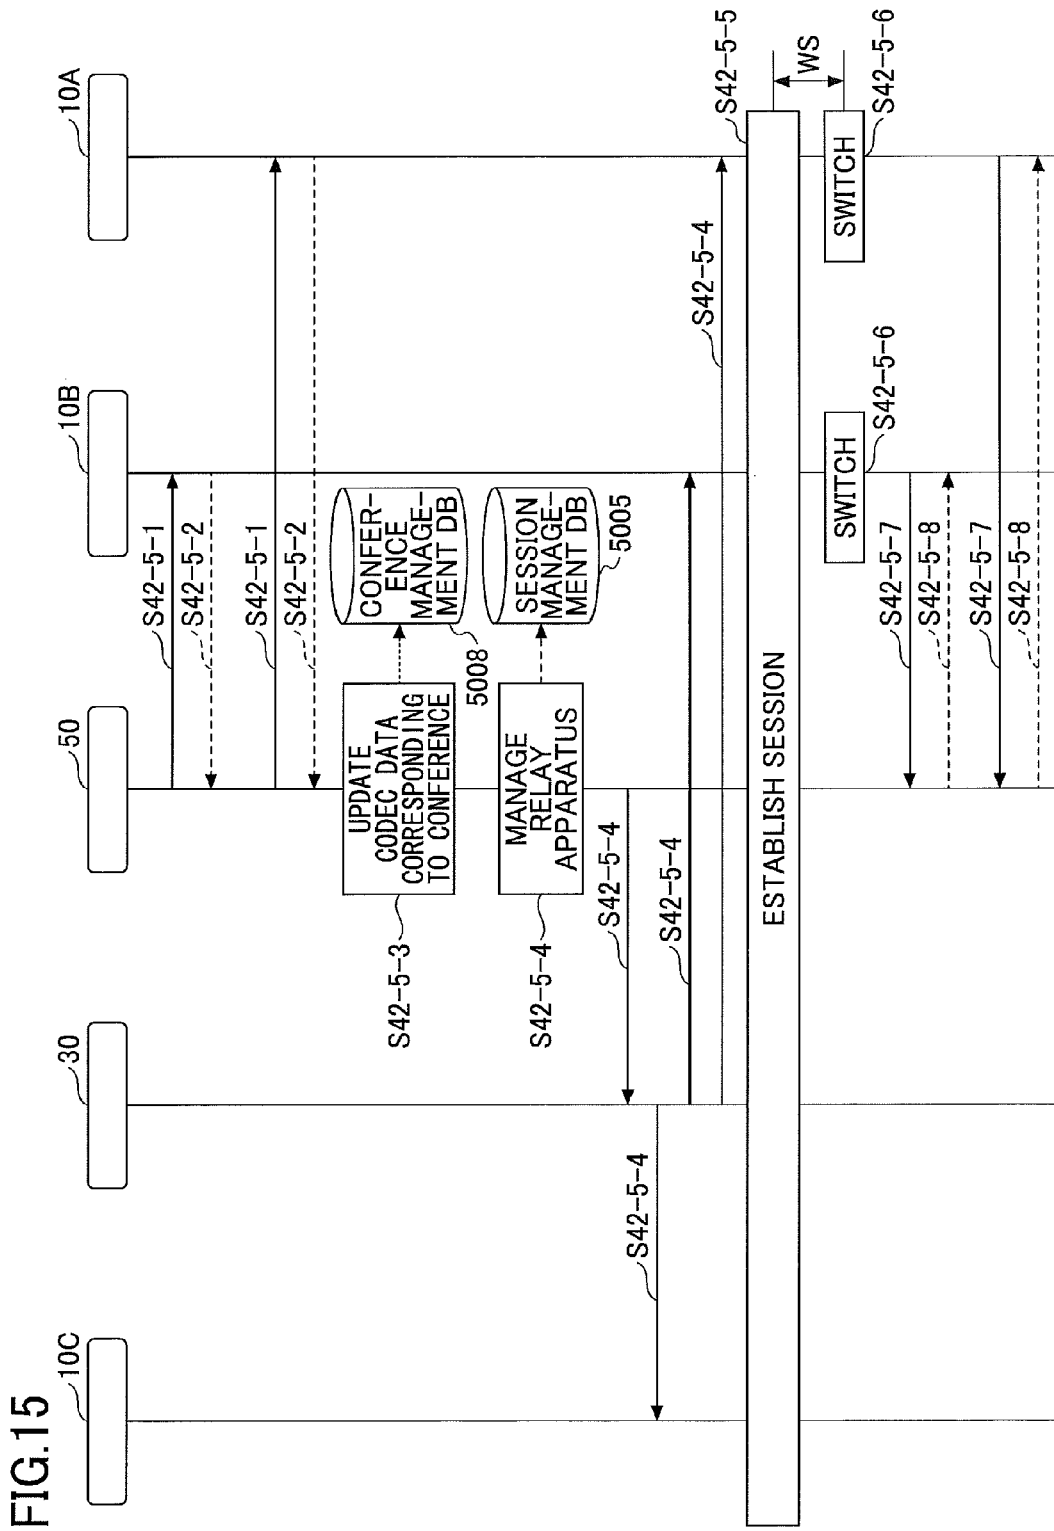 FIG.15
10C
30
50
10B
10A
S42-5-1
S42-5-2
S42-5-1
S42-5-2
UPDATE
CODEC DATA
CORRESPONDING
TO CONFERENCE
S42-5-3
CONFER-
ENCE
MANAGE-
MENT DB
5008
MANAGE
RELAY
APPARATUS
S42-5-4
SESSION
MANAGE-
MENT DB
5005
S42-5-4
S42-5-4
S42-5-4
S42-5-4
ESTABLISH SESSION
S42-5-5
WS
SWITCH
S42-5-6
SWITCH
S42-5-6
S42-5-7
S42-5-8
S42-5-7
S42-5-8